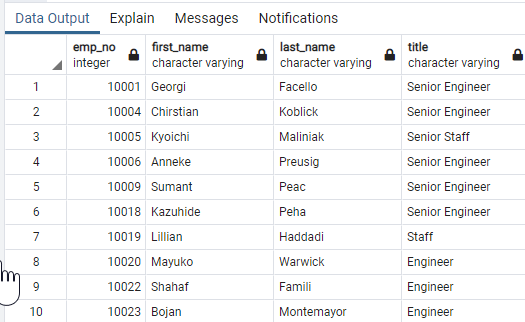 Data Output Explain Messages Notifications
emp_no first_name last_name title
integer character varying character varying character varying
1 10001 Georgi Facello Senior Engineer
2 10004 Chirstian Koblick Senior Engineer
3 10005 Kyoichi Maliniak Senior Staff
4 10006 Anneke Preusig Senior Engineer
5 10009 Sumant Peac Senior Engineer
6 10018 Kazuhide Peha Senior Engineer
7 10019 Lillian Haddadi Staff
8 10020 Mayuko Warwick Engineer
9 10022 Shahaf Famili Engineer
10 10023 Bojan Montemayor Engineer